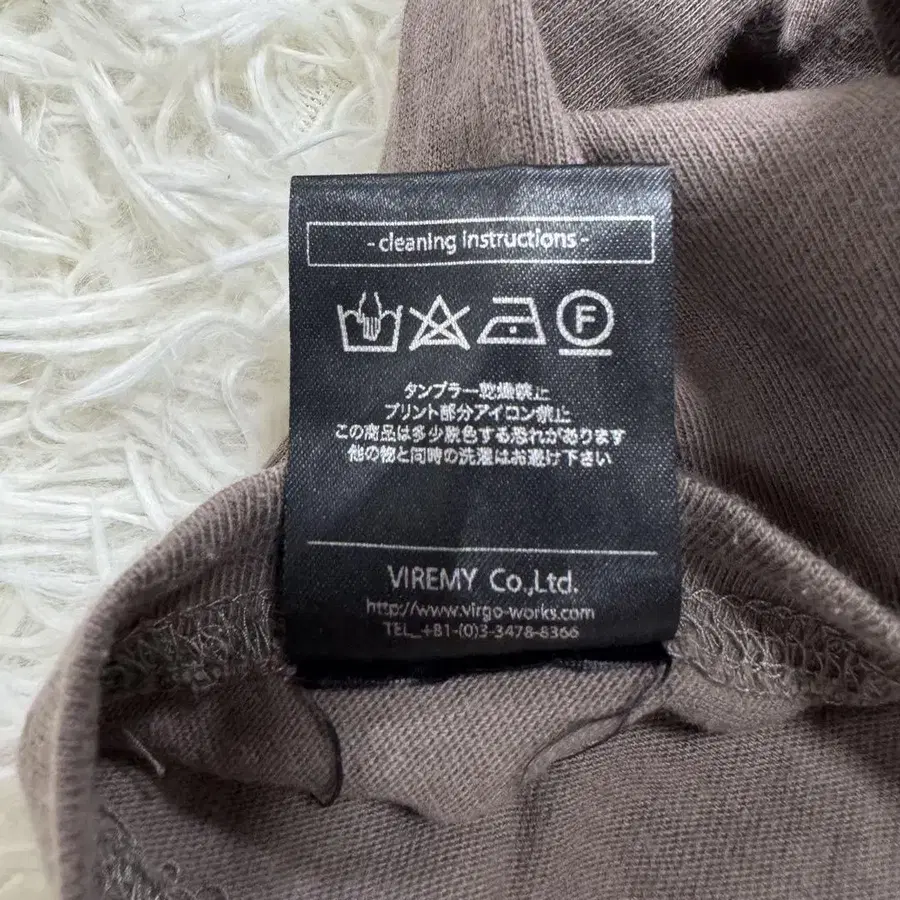 - cleaning instructions -
F
タンブラー乾燥禁止
プリント部分アイコン禁止
この商品は多少脱色する恐れがあります
他の物と同時の洗濯はお避け下さい
VIREMY Co.,Ltd.
http://www.virgo-works.com
TEL_+81-(0)3-3478-8366